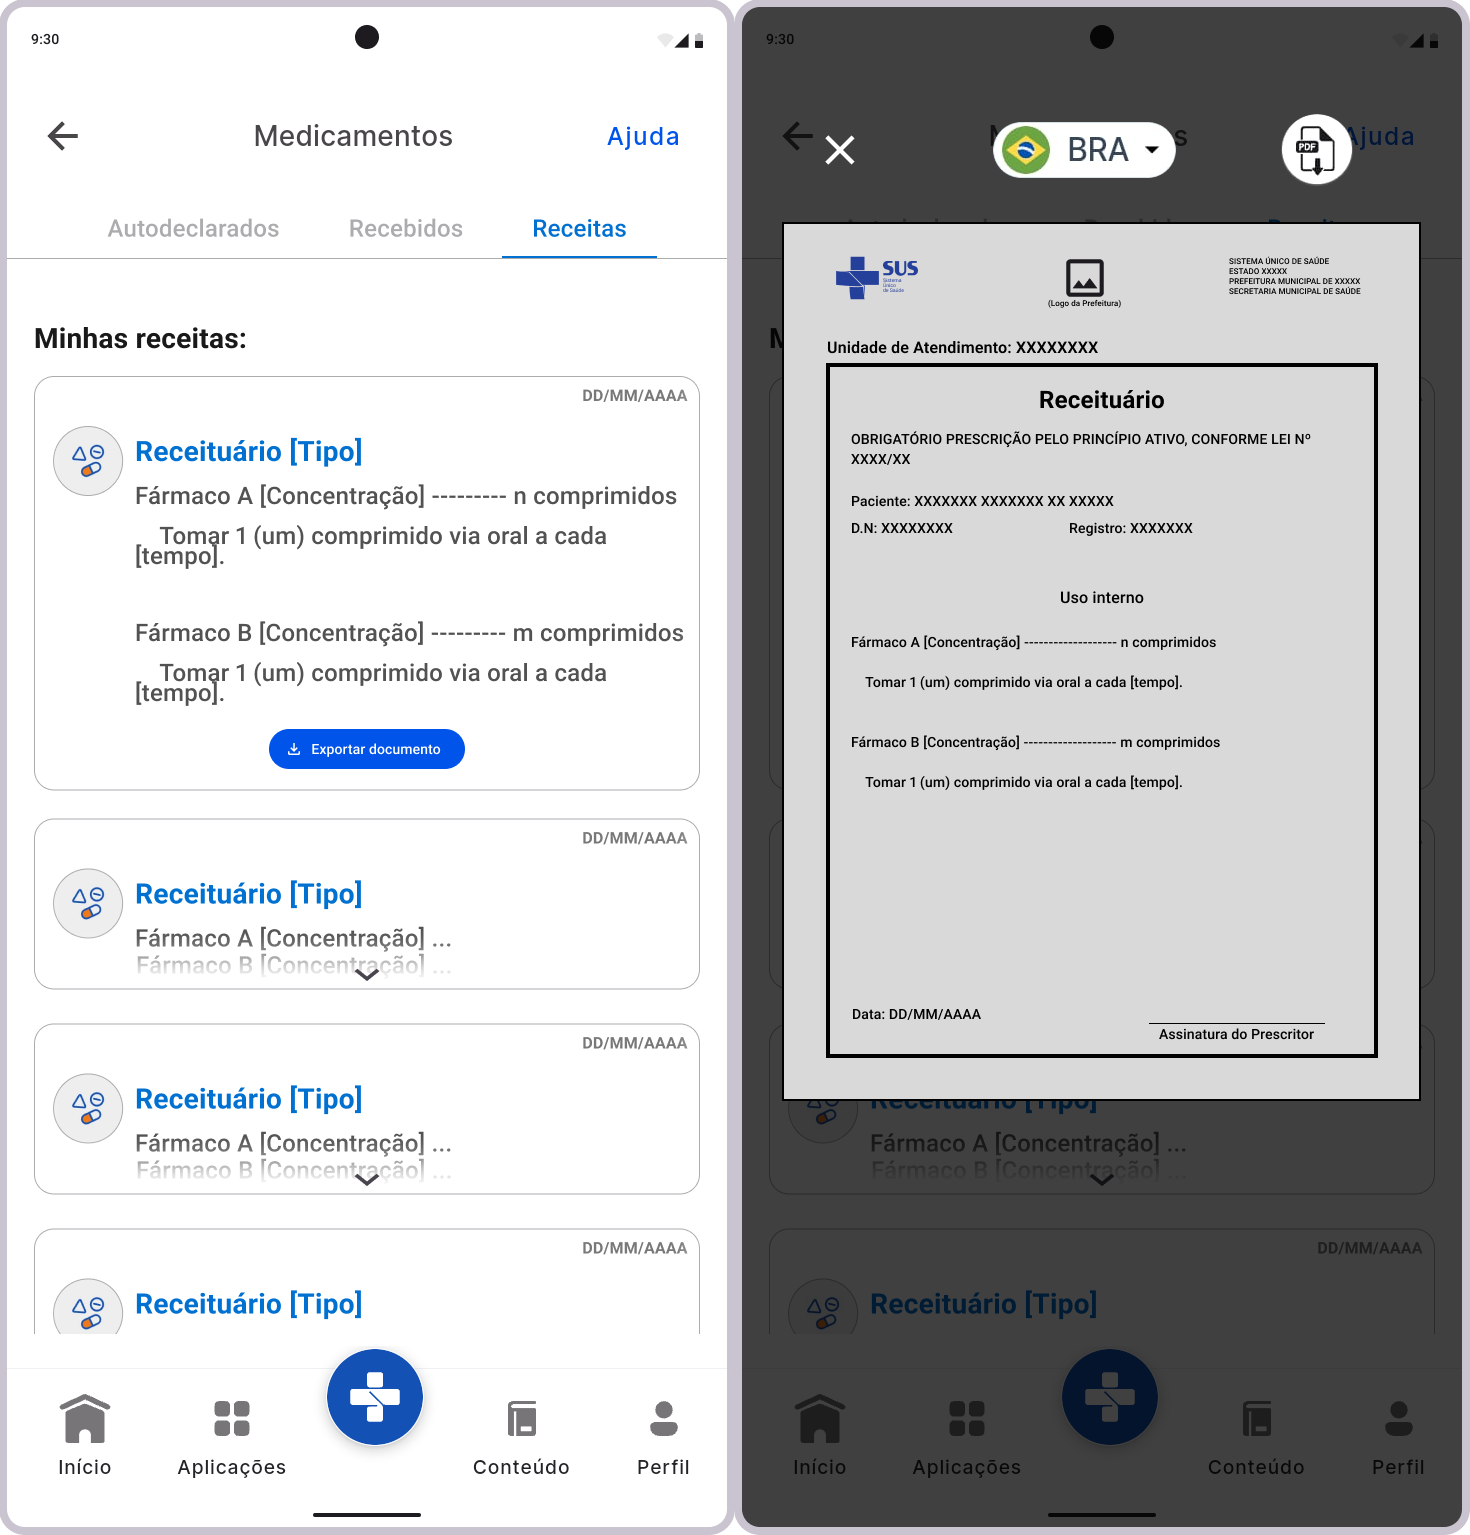 9:30
Medicamentos
Ajuda
Autodeclarados
Recebidos
Receitas
Minhas receitas:
DD/MM/AAAA
Receituário [Tipo]
Fármaco A [Concentração] --------- n comprimidos
Tomar 1 (um) comprimido via oral a cada
[tempo].
Fármaco B [Concentração] --------- m comprimidos
Tomar 1 (um) comprimido via oral a cada
[tempo].
Exportar documento
DD/MM/AAAA
Receituário [Tipo]
Fármaco A [Concentração] ...
Fármaco B [Concentração] ...
DD/MM/AAAA
Receituário [Tipo]
Fármaco A [Concentração] ...
Fármaco B [Concentração] ...
DD/MM/AAAA
Receituário [Tipo]
Início
Aplicações
Conteúdo
Perfil
9:30
BRA
PDF
Ajuda
SUS
Sistema
Único
de Saúde
(Logo da Prefeitura)
SISTEMA ÚNICO DE SAÚDE
ESTADO XXXXX
PREFEITURA MUNICIPAL DE XXXXX
SECRETARIA MUNICIPAL DE SAÚDE
Unidade de Atendimento: XXXXXXXX
Receituário
OBRIGATÓRIO PRESCRIÇÃO PELO PRINCÍPIO ATIVO, CONFORME LEI Nº
XXXX/XX
Paciente: XXXXXXX XXXXXXX XX XXXXX
D.N: XXXXXXXX
Registro: XXXXXXX
Uso interno
Fármaco A [Concentração] ------------------- n comprimidos
Tomar 1 (um) comprimido via oral a cada [tempo].
Fármaco B [Concentração] ------------------- m comprimidos
Tomar 1 (um) comprimido via oral a cada [tempo].
Data: DD/MM/AAAA
Assinatura do Prescritor
Receituário [Tipo]
Fármaco A [Concentração] ...
Fármaco B [Concentração] ...
DD/MM/AAAA
Receituário [Tipo]
Início
Aplicações
Conteúdo
Perfil